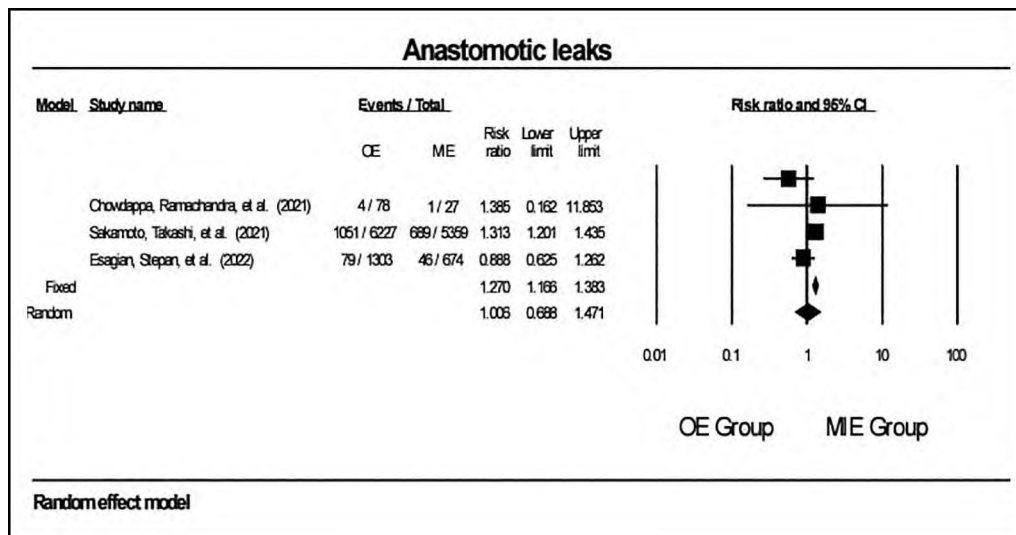 Anastomotic leaks
Model Study name Events / Total Risk ratio and 95% CI
Risk Lower Upper
OE ME ratio limit limit
Chowdappa, Ramachandra, et al. (2021) 4 / 78 1 / 27 1.385 0.162 11.853
Sakamoto, Takashi, et al. (2021) 1051 / 6227 689 / 5359 1.313 1.201 1.435
Esagian, Stepan, et al. (2022) 79 / 1303 46 / 674 0.888 0.625 1.262
Fixed 1.270 1.166 1.383
Random 1.006 0.688 1.471
0.01 0.1 1 10 100
OE Group MIE Group
Random effect model